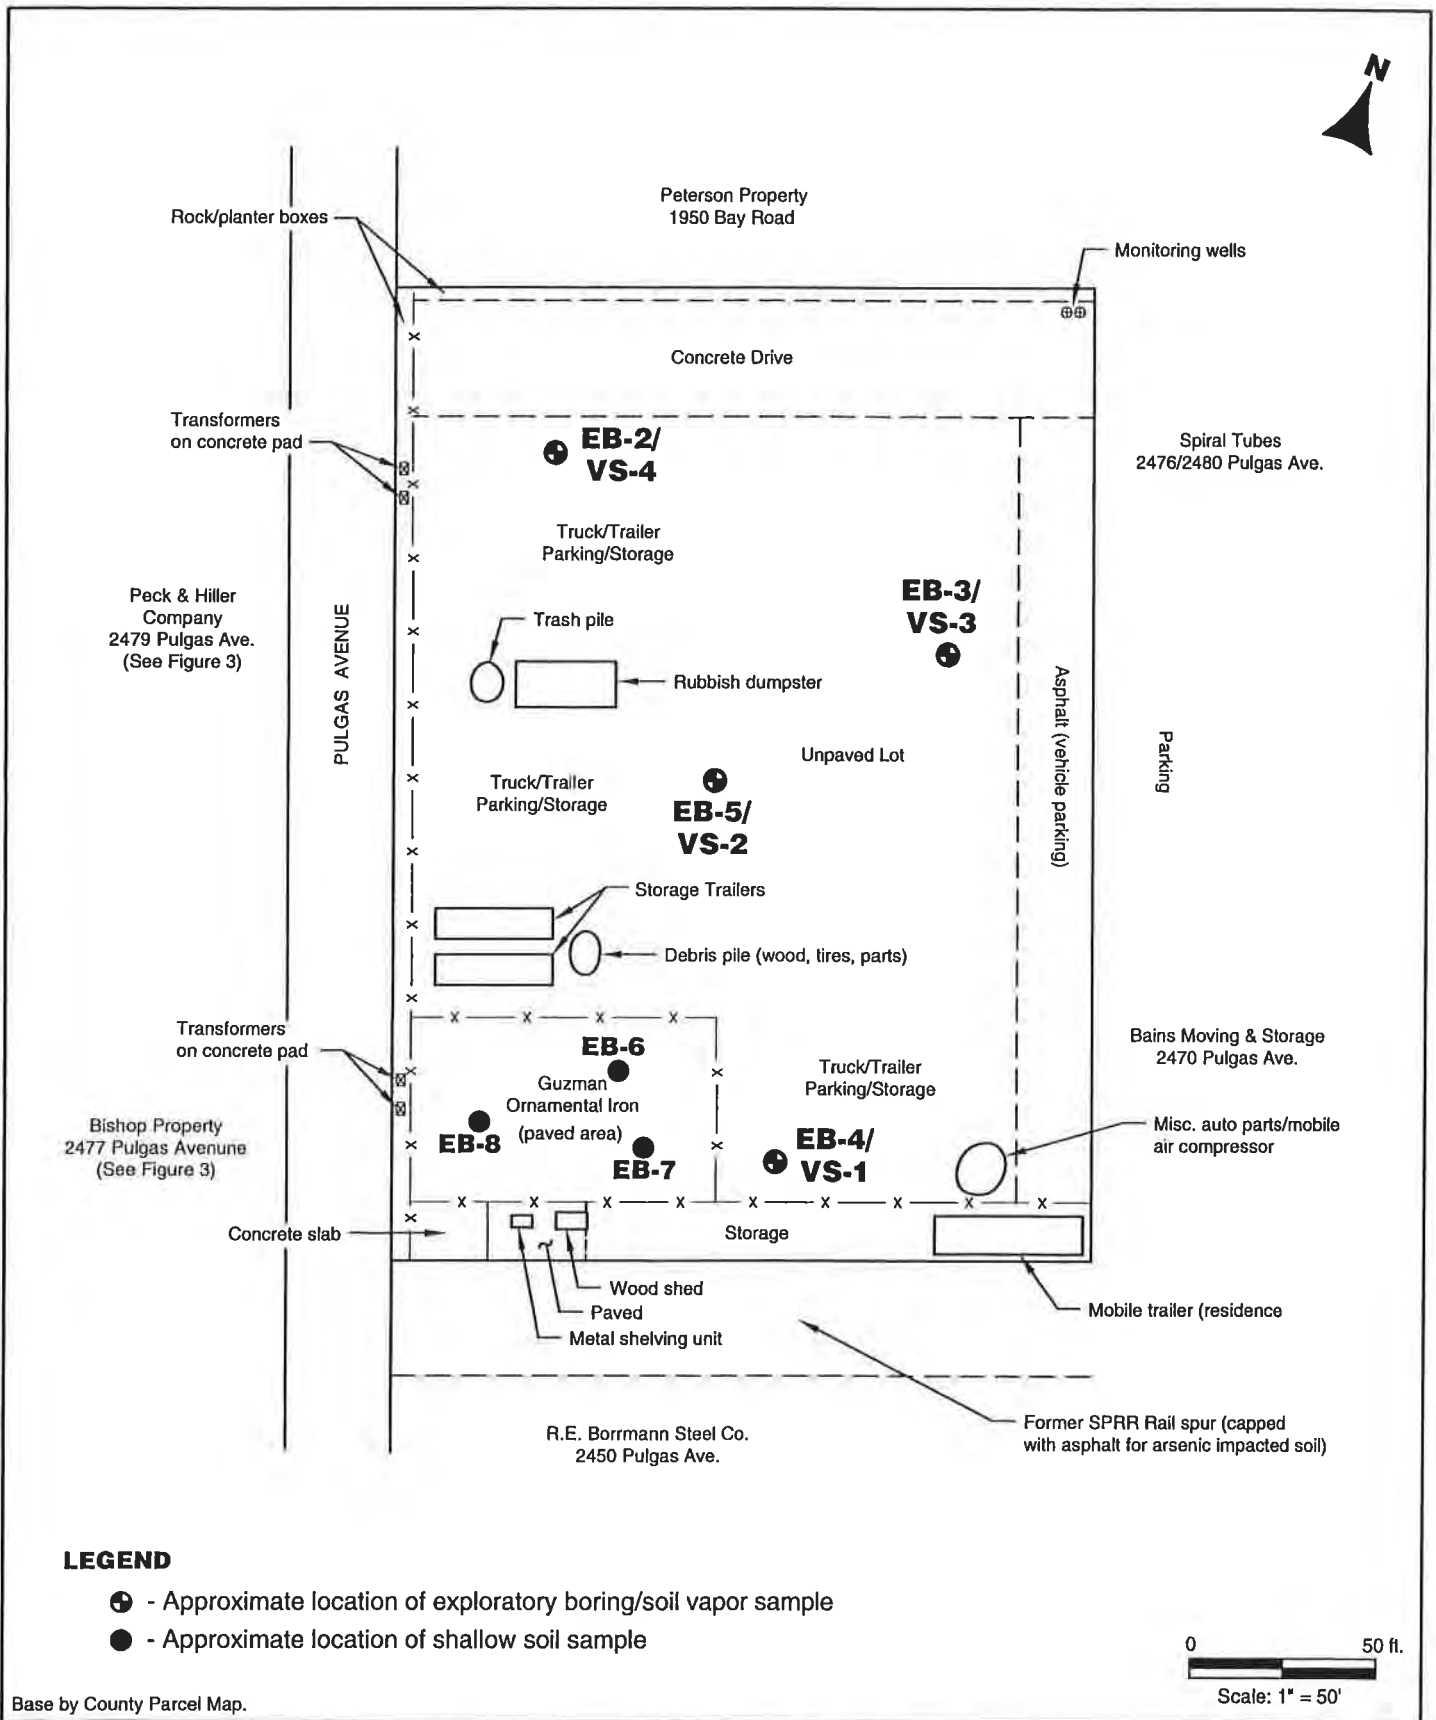 N
Peterson Property
1950 Bay Road
Rock/planter boxes
Monitoring wells
Concrete Drive
Transformers
on concrete pad
EB-2/
VS-4
Spiral Tubes
2476/2480 Pulgas Ave.
Truck/Trailer
Parking/Storage
Peck & Hiller
Company
2479 Pulgas Ave.
(See Figure 3)
PULGAS AVENUE
EB-3/
VS-3
Trash pile
Rubbish dumpster
Asphalt (vehicle parking)
Parking
Unpaved Lot
Truck/Trailer
Parking/Storage
EB-5/
VS-2
Storage Trailers
Debris pile (wood, tires, parts)
Transformers
on concrete pad
EB-6
Guzman
Ornamental Iron
(paved area)
EB-8
EB-7
Truck/Trailer
Parking/Storage
Bains Moving & Storage
2470 Pulgas Ave.
Bishop Property
2477 Pulgas Avenune
(See Figure 3)
EB-4/
VS-1
Misc. auto parts/mobile
air compressor
Concrete slab
Storage
Wood shed
Paved
Metal shelving unit
Mobile trailer (residence
Former SPRR Rail spur (capped
with asphalt for arsenic impacted soil)
R.E. Borrmann Steel Co.
2450 Pulgas Ave.
LEGEND
- Approximate location of exploratory boring/soil vapor sample
- Approximate location of shallow soil sample
0 50 ft.
Scale: 1" = 50'
Base by County Parcel Map.